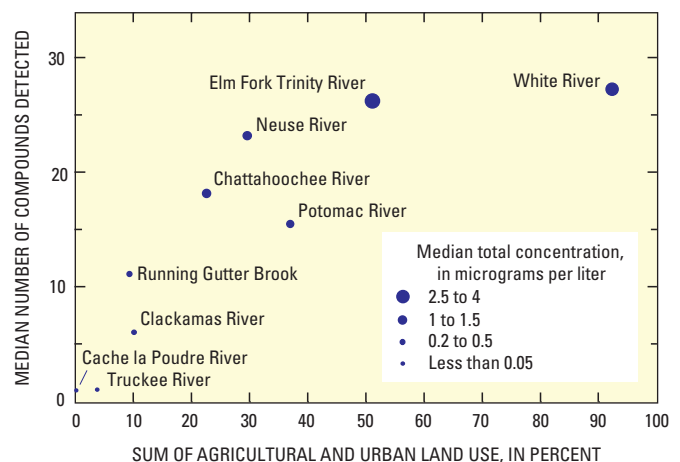 MEDIAN NUMBER OF COMPOUNDS DETECTED
30
20
10
0
Elm Fork Trinity River
White River
Neuse River
Chattahoochee River
Potomac River
Running Gutter Brook
Clackamas River
Cache la Poudre River
Truckee River
Median total concentration,
in micrograms per liter
2.5 to 4
1 to 1.5
0.2 to 0.5
Less than 0.05
0 10 20 30 40 50 60 70 80 90 100
SUM OF AGRICULTURAL AND URBAN LAND USE, IN PERCENT